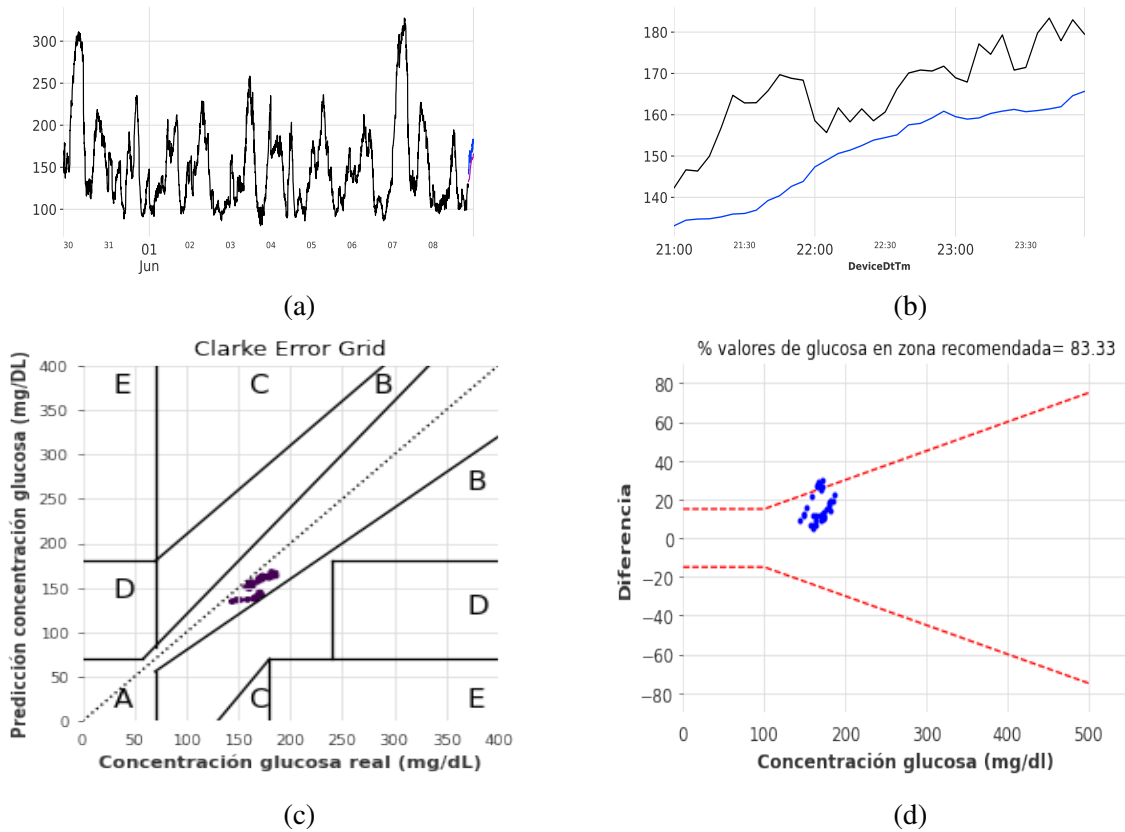 300
250
200
150
100
30
31
01
02
03
04
05
06
07
08
Jun
(a)
180
170
160
150
140
21:00
21:30
22:00
22:30
23:00
23:30
DeviceDtTm
(b)
Clarke Error Grid
Predicción concentración glucosa (mg/DL)
400
350
300
250
200
150
100
50
0
E
C
B
B
D
D
A
C
E
0
50
100
150
200
250
300
350
400
Concentración glucosa real (mg/dL)
(c)
% valores de glucosa en zona recomendada= 83.33
Diferencia
80
60
40
20
0
−20
−40
−60
−80
0
100
200
300
400
500
Concentración glucosa (mg/dl)
(d)